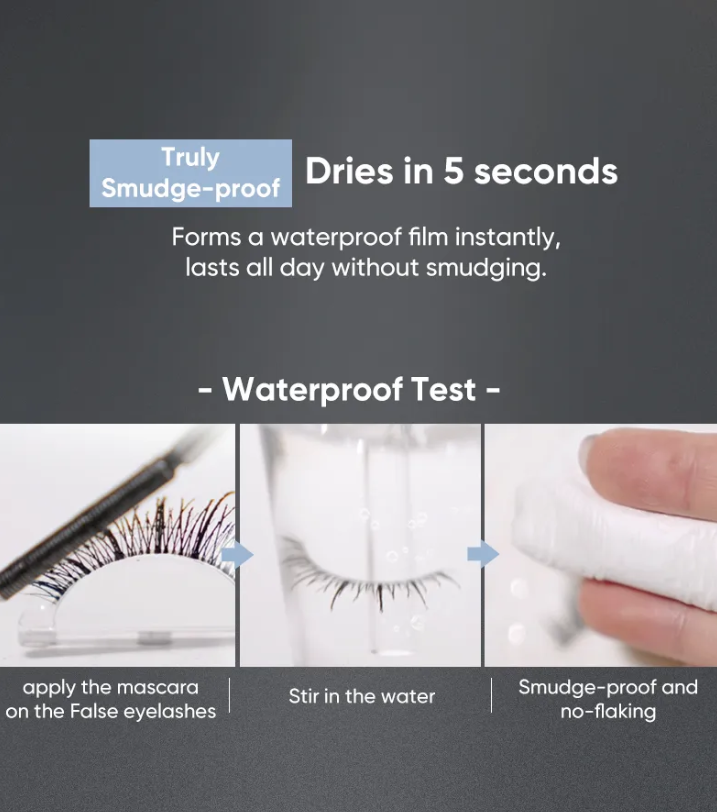 Truly
Smudge-proof
Dries in 5 seconds
Forms a waterproof film instantly,
lasts all day without smudging.
- Waterproof Test -
apply the mascara
on the False eyelashes
Stir in the water
Smudge-proof and
no-flaking